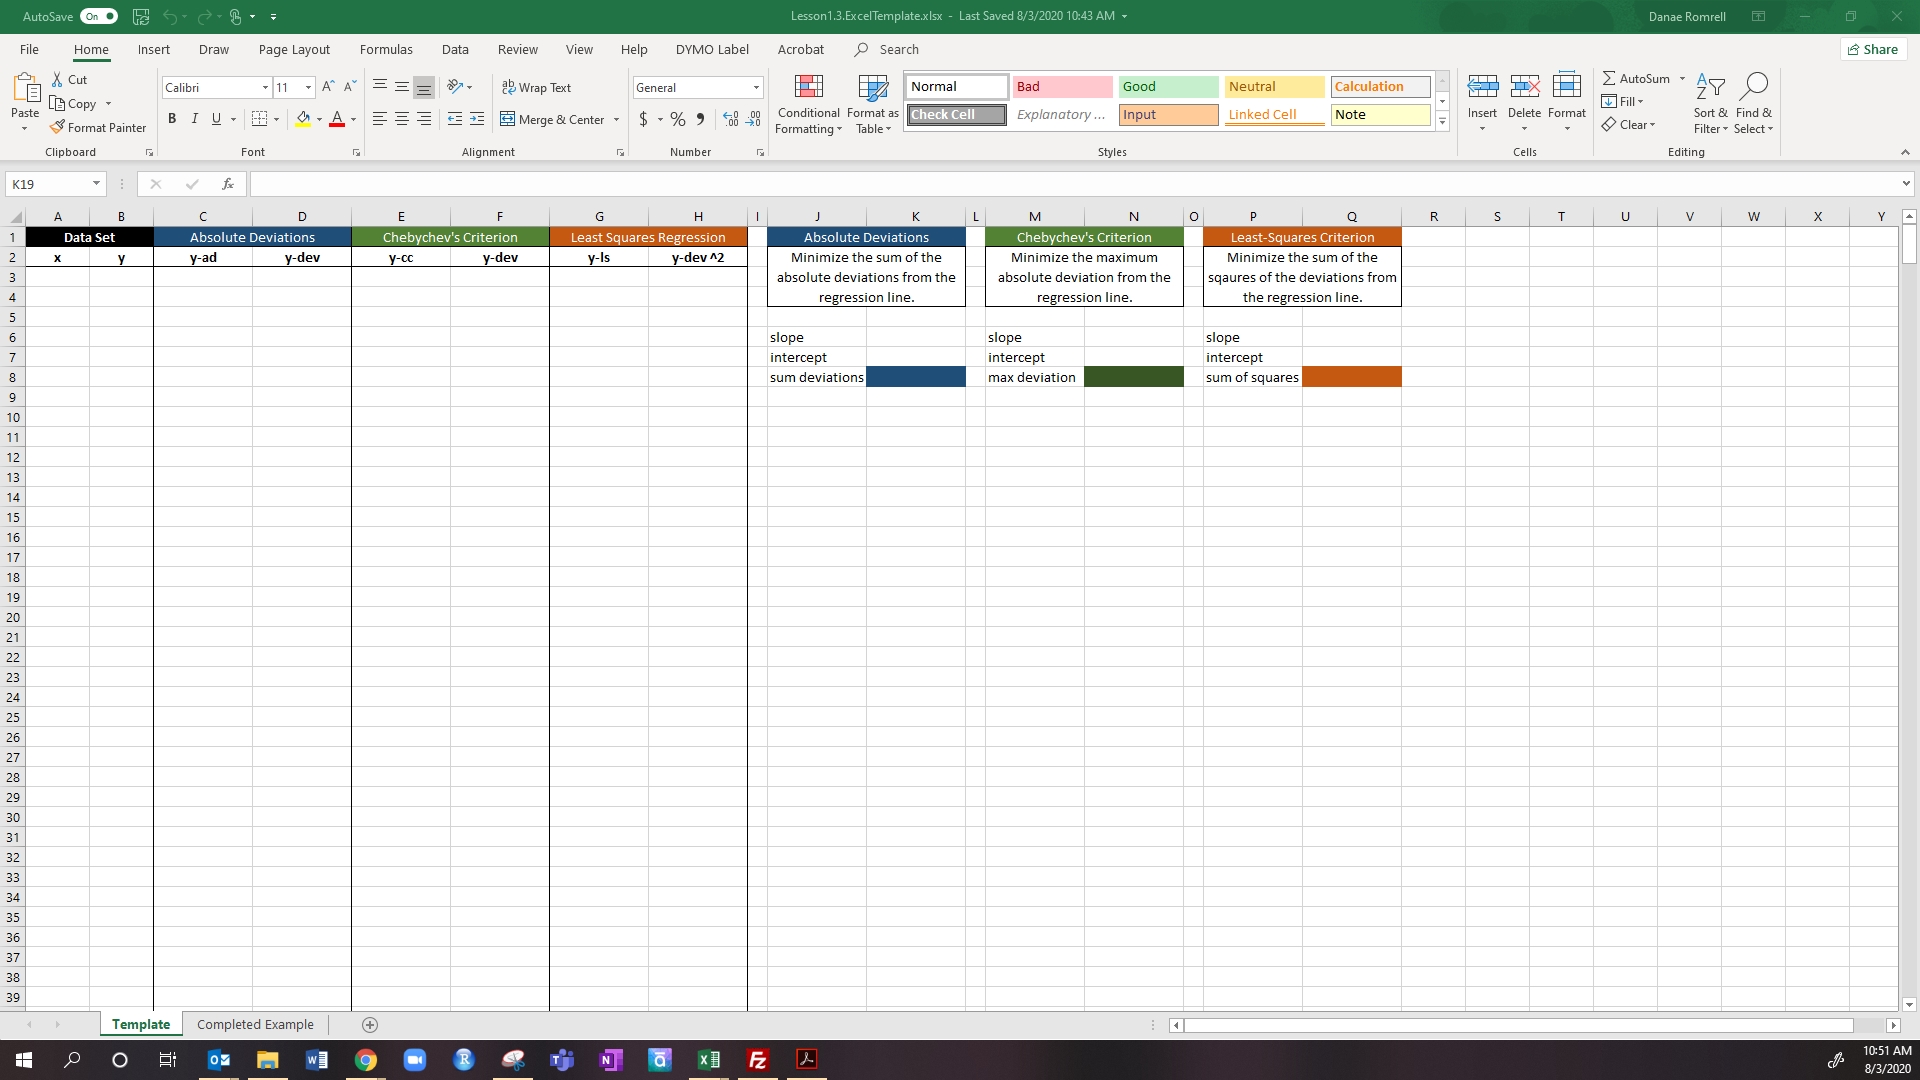 AutoSave On Lesson1.3.ExcelTemplate.xlsx - Last Saved 8/3/2020 10:43 AM Danae Romrell
File Home Insert Draw Page Layout Formulas Data Review View Help DYMO Label Acrobat Search Share
Paste
Cut
Copy
Format Painter
Clipboard
Calibri 11
B I U
Font
Wrap Text
Merge & Center
Alignment
General
$ % 9
Number
Conditional Formatting
Format as Table
Normal Bad Good Neutral Calculation
Check Cell Explanatory ... Input Linked Cell Note
Styles
Insert Delete Format
Cells
AutoSum
Fill
Clear
Sort & Filter
Find & Select
Editing
K19 fx
A B C D E F G H I J K L M N O P Q R S T U V W X Y
1 Data Set Absolute Deviations Chebychev's Criterion Least Squares Regression Absolute Deviations Chebychev's Criterion Least-Squares Criterion
2 x y y-ad y-dev y-cc y-dev y-ls y-dev ^2 Minimize the sum of the Minimize the maximum Minimize the sum of the
3 absolute deviations from the absolute deviation from the sqaures of the deviations from
4 regression line. regression line. the regression line.
5
6 slope slope slope
7 intercept intercept intercept
8 sum deviations max deviation sum of squares
9
10
11
12
13
14
15
16
17
18
19
20
21
22
23
24
25
26
27
28
29
30
31
32
33
34
35
36
37
38
39
Template Completed Example
10:51 AM
8/3/2020